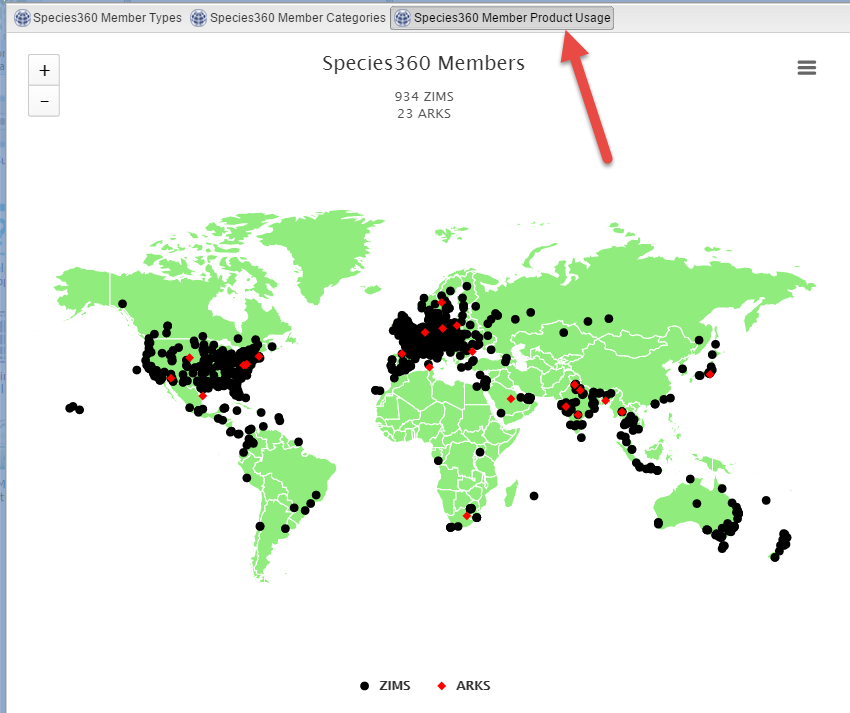 Species360 Member Types Species360 Member Categories Species360 Member Product Usage
+
Species360 Members
−
934 ZIMS
23 ARKS
ZIMS ARKS